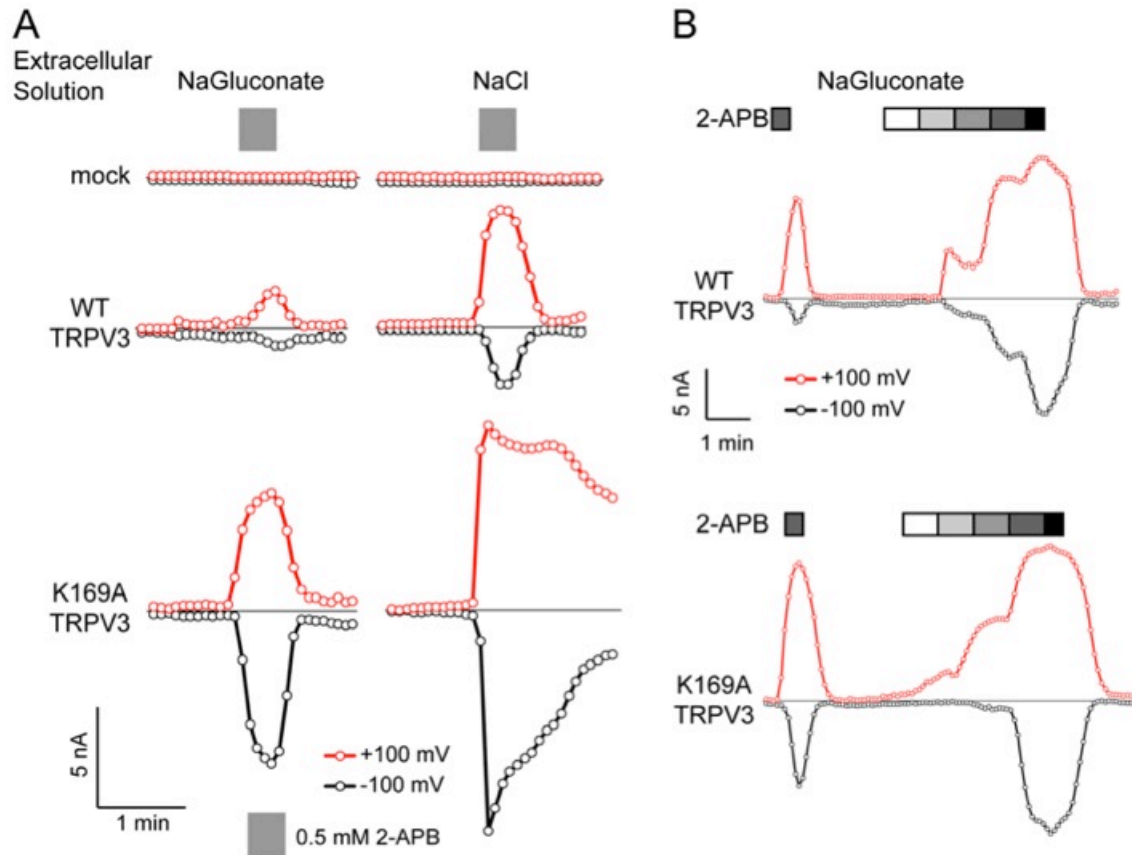 A
Extracellular
Solution
NaGluconate
NaCl
mock
WT
TRPV3
K169A
TRPV3
+100 mV
-100 mV
5 nA
1 min
0.5 mM 2-APB
B
NaGluconate
2-APB
WT
TRPV3
+100 mV
-100 mV
5 nA
1 min
2-APB
K169A
TRPV3